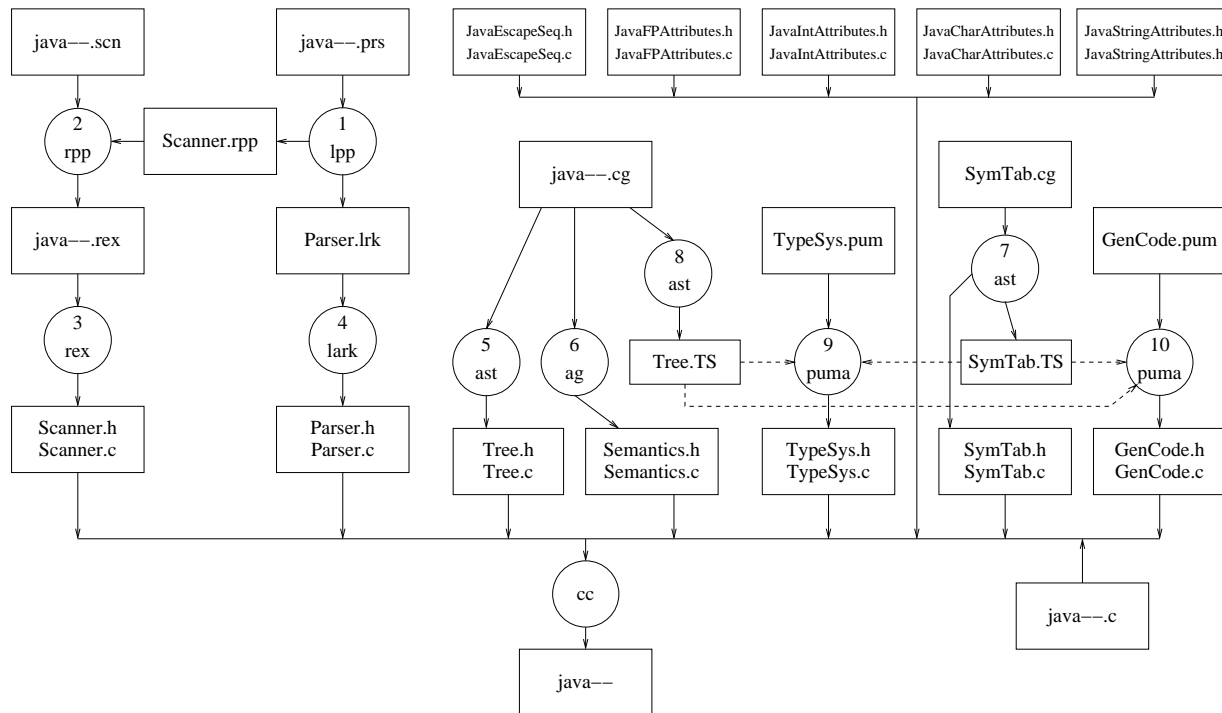 java−−.scn
java−−.prs
JavaEscapeSeq.h
JavaEscapeSeq.c
JavaFPAttributes.h
JavaFPAttributes.c
JavaIntAttributes.h
JavaIntAttributes.c
JavaCharAttributes.h
JavaCharAttributes.c
JavaStringAttributes.h
JavaStringAttributes.h
2
rpp
Scanner.rpp
1
lpp
java−−.cg
SymTab.cg
java−−.rex
Parser.lrk
8
ast
TypeSys.pum
7
ast
GenCode.pum
3
rex
4
lark
5
ast
6
ag
Tree.TS
9
puma
SymTab.TS
10
puma
Scanner.h
Scanner.c
Parser.h
Parser.c
Tree.h
Tree.c
Semantics.h
Semantics.c
TypeSys.h
TypeSys.c
SymTab.h
SymTab.c
GenCode.h
GenCode.c
cc
java−−.c
java−−